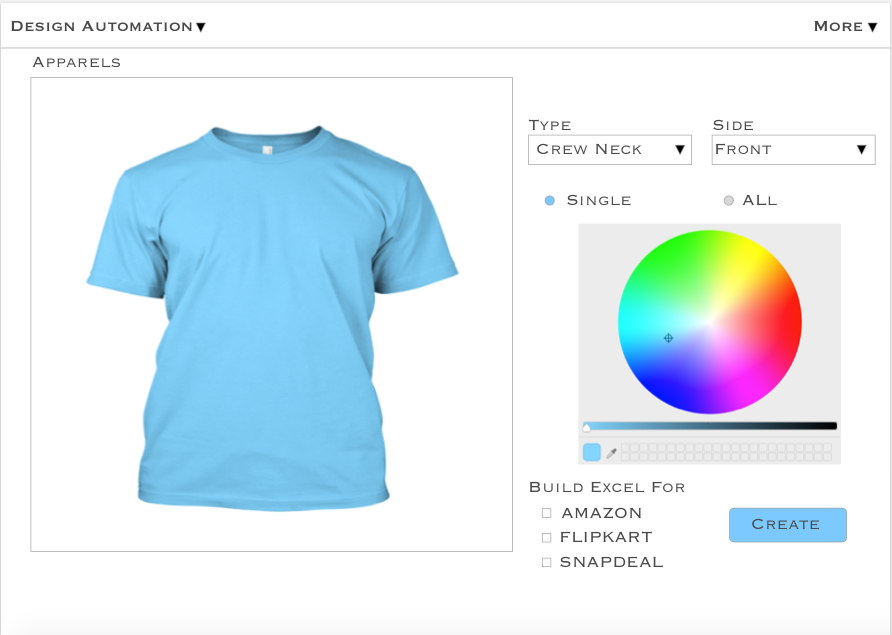 DESIGN AUTOMATION▼
MORE ▼
APPARELS
TYPE
SIDE
CREW NECK ▼
FRONT ▼
SINGLE
ALL
BUILD EXCEL FOR
AMAZON
FLIPKART
SNAPDEAL
CREATE